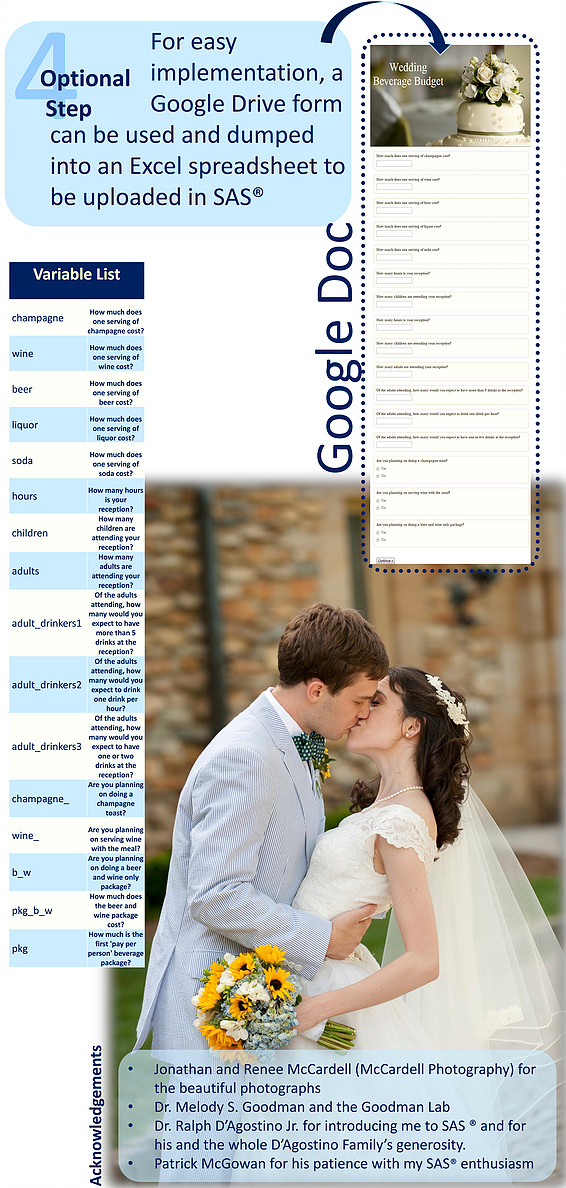 4
Optional
Step
For easy
implementation, a
Google Drive form
can be used and dumped
into an Excel spreadsheet to
be uploaded in SAS®
Google Doc
Wedding
Beverage Budget
How much does one serving of champagne cost?
How much does one serving of wine cost?
How much does one serving of beer cost?
How much does one serving of liquor cost?
How much does one serving of soda cost?
How many hours is your reception?
How many children are attending your reception?
How many hours is your reception?
How many children are attending your reception?
How many adults are attending your reception?
Of the adults attending, how many would you expect to have more than 5 drinks at the reception?
Of the adults attending, how many would you expect to drink one drink per hour?
Of the adults attending, how many would you expect to have one or two drinks at the reception?
Are you planning on doing a champagne toast?
Yes
No
Are you planning on serving wine with the meal?
Yes
No
Are you planning on doing a beer and wine only package?
Yes
No
Continue »
Variable List
champagne
How much does
one serving of
champagne cost?
wine
How much does
one serving of
wine cost?
beer
How much does
one serving of
beer cost?
liquor
How much does
one serving of
liquor cost?
soda
How much does
one serving of
soda cost?
hours
How many hours
is your
reception?
children
How many
children are
attending your
reception?
adults
How many
adults are
attending your
reception?
adult_drinkers1
Of the adults
attending, how
many would you
expect to have
more than 5
drinks at the
reception?
adult_drinkers2
Of the adults
attending, how
many would you
expect to drink
one drink per
hour?
adult_drinkers3
Of the adults
attending, how
many would you
expect to have
one or two
drinks at the
reception?
champagne_
Are you planning
on doing a
champagne
toast?
wine_
Are you planning
on serving wine
with the meal?
b_w
Are you planning
on doing a beer
and wine only
package?
pkg_b_w
How much does
the beer and
wine package
cost?
pkg
How much is the
first 'pay per
person' beverage
package?
Acknowledgements
• Jonathan and Renee McCardell (McCardell Photography) for
the beautiful photographs
• Dr. Melody S. Goodman and the Goodman Lab
• Dr. Ralph D’Agostino Jr. for introducing me to SAS ® and for
his and the whole D’Agostino Family’s generosity.
• Patrick McGowan for his patience with my SAS® enthusiasm